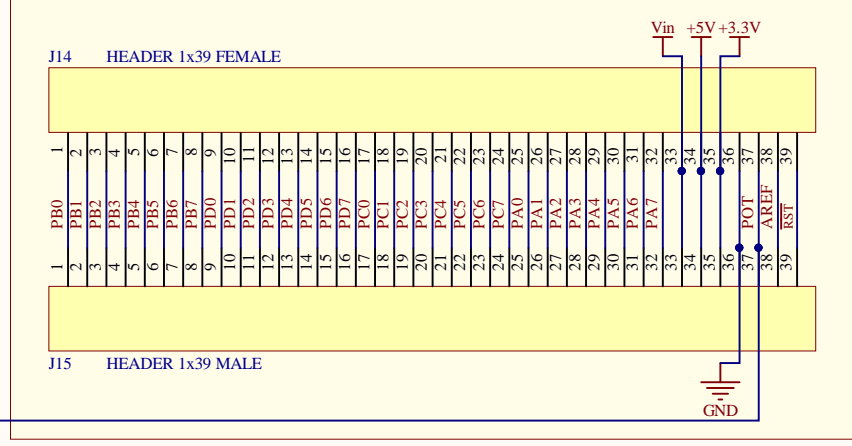 Vin +5V +3.3V
J14 HEADER 1x39 FEMALE
1 2 3 4 5 6 7 8 9 10 11 12 13 14 15 16 17 18 19 20 21 22 23 24 25 26 27 28 29 30 31 32 33 34 35 36 37 38 39
PB0 PB1 PB2 PB3 PB4 PB5 PB6 PB7 PD0 PD1 PD2 PD3 PD4 PD5 PD6 PD7 PC0 PC1 PC2 PC3 PC4 PC5 PC6 PC7 PA0 PA1 PA2 PA3 PA4 PA5 PA6 PA7 POT AREF RST
1 2 3 4 5 6 7 8 9 10 11 12 13 14 15 16 17 18 19 20 21 22 23 24 25 26 27 28 29 30 31 32 33 34 35 36 37 38 39
J15 HEADER 1x39 MALE
GND